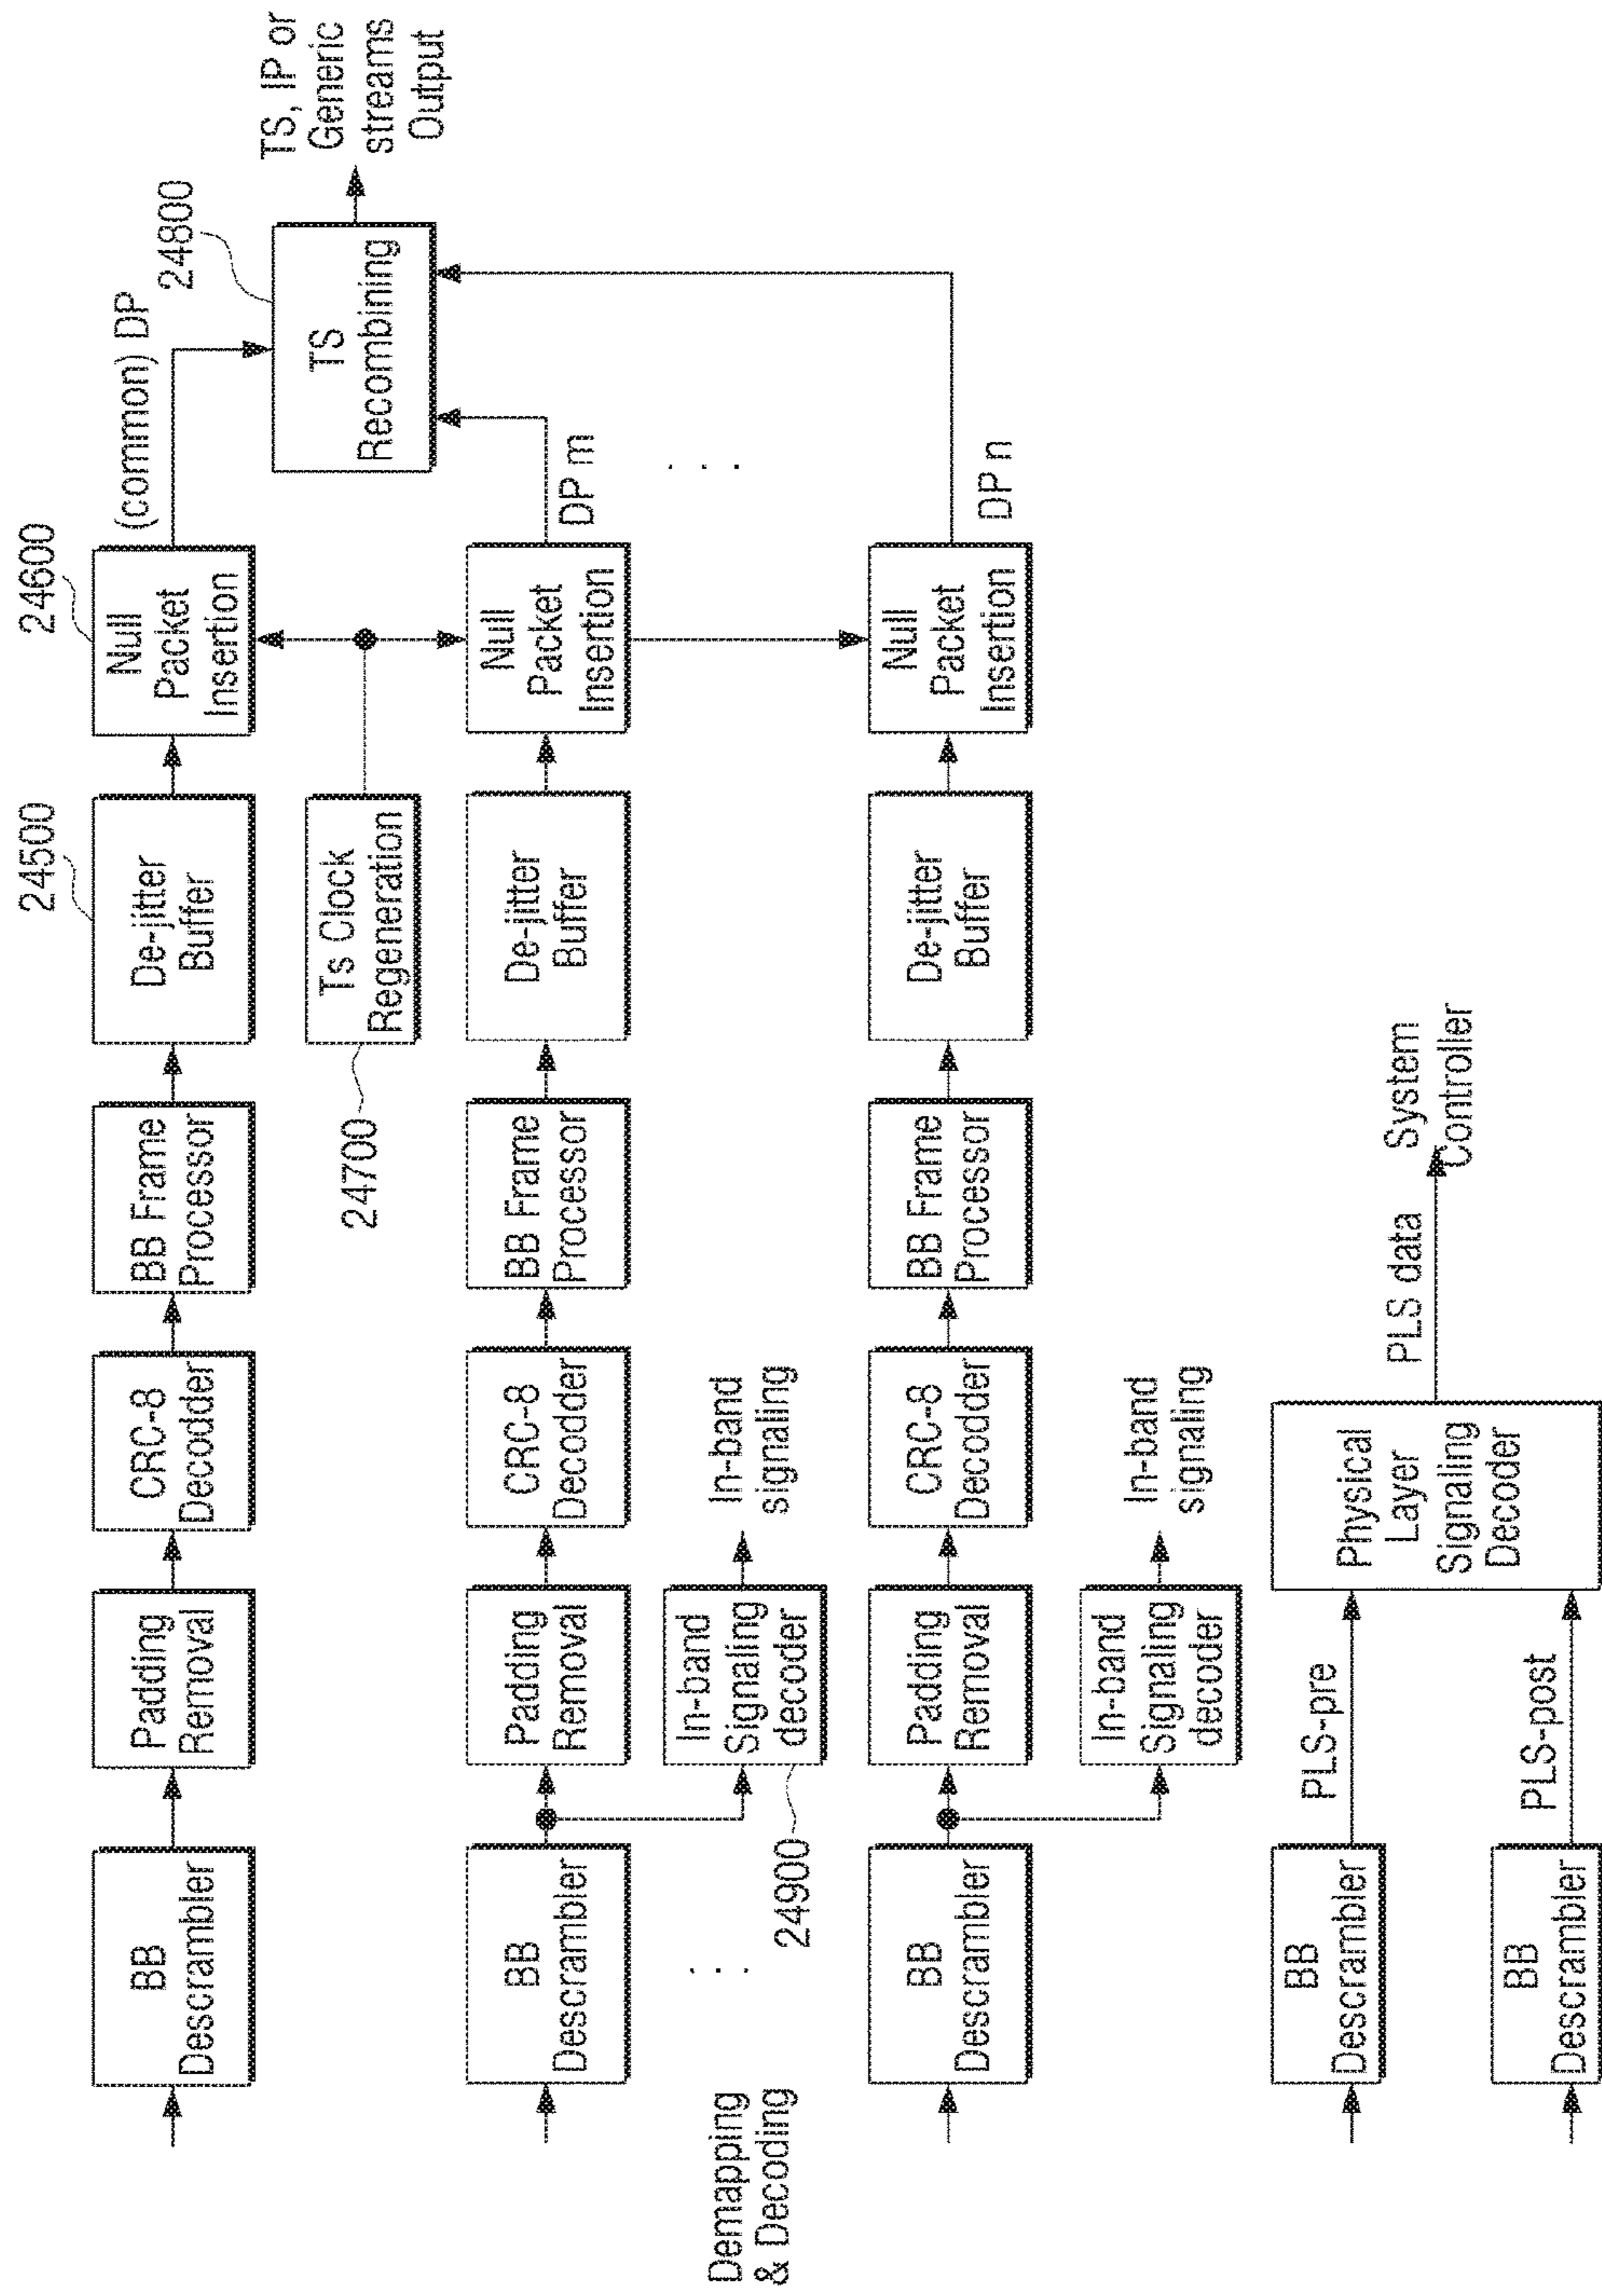 24500
24600
(common) DP
24800
BB
Descrambler
Padding
Removal
CRC-8
Decodder
BB Frame
Processor
De-jitter
Buffer
Null
Packet
Insertion
TS
Recombining
TS, IP or
Generic
streams
Output
24700
Ts Clock
Regeneration
BB
Descrambler
Padding
Removal
CRC-8
Decodder
BB Frame
Processor
De-jitter
Buffer
Null
Packet
Insertion
DP m
Demapping
& Decoding
. . .
24900
In-band
Signaling
decoder
In-band
signaling
. . .
BB
Descrambler
Padding
Removal
CRC-8
Decodder
BB Frame
Processor
De-jitter
Buffer
Null
Packet
Insertion
DP n
In-band
Signaling
decoder
In-band
signaling
BB
Descrambler
PLS-pre
Physical
Layer
Signaling
Decoder
PLS data
System
Controller
BB
Descrambler
PLS-post